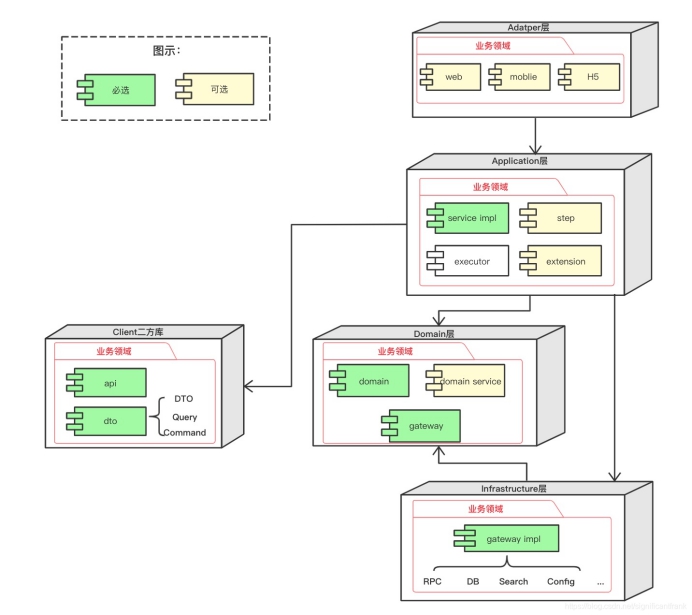 图示：
必选
可选
Adatper层
业务领域
web
moblie
H5
Application层
业务领域
service impl
step
executor
extension
Client二方库
业务领域
api
dto
DTO
Query
Command
Domain层
业务领域
domain
domain service
gateway
Infrastructure层
业务领域
gateway impl
RPC
DB
Search
Config
...